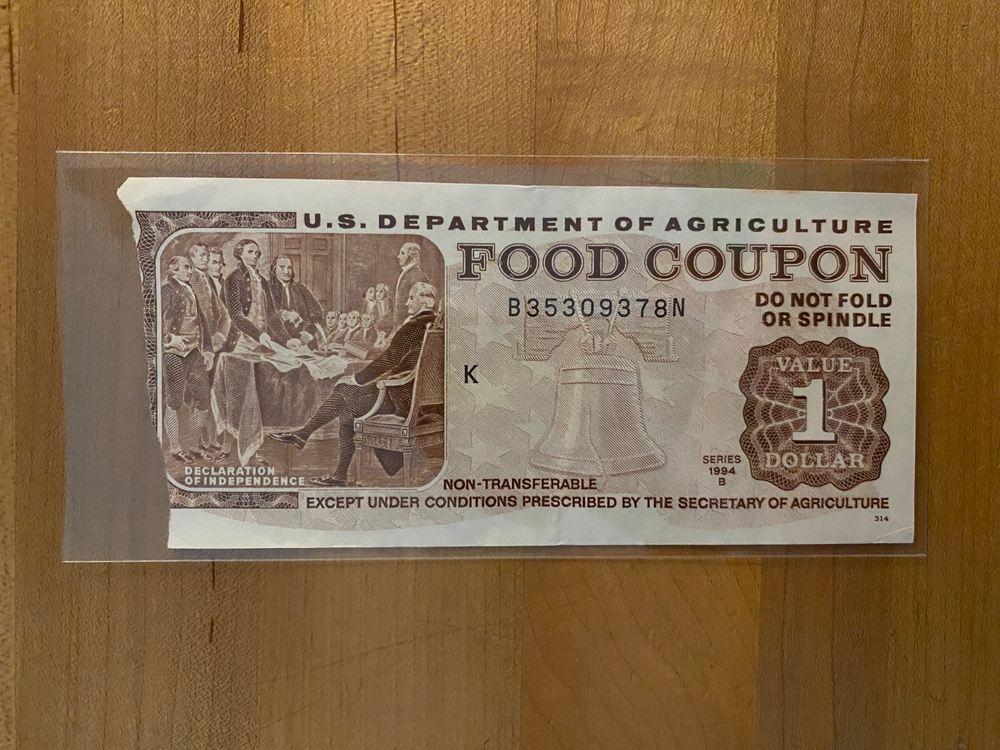 U.S. DEPARTMENT OF AGRICULTURE
FOOD COUPON
B35309378N
DO NOT FOLD
OR SPINDLE
K
VALUE
1
DOLLAR
SERIES
1994
B
DECLARATION
OF INDEPENDENCE
NON-TRANSFERABLE
EXCEPT UNDER CONDITIONS PRESCRIBED BY THE SECRETARY OF AGRICULTURE
314